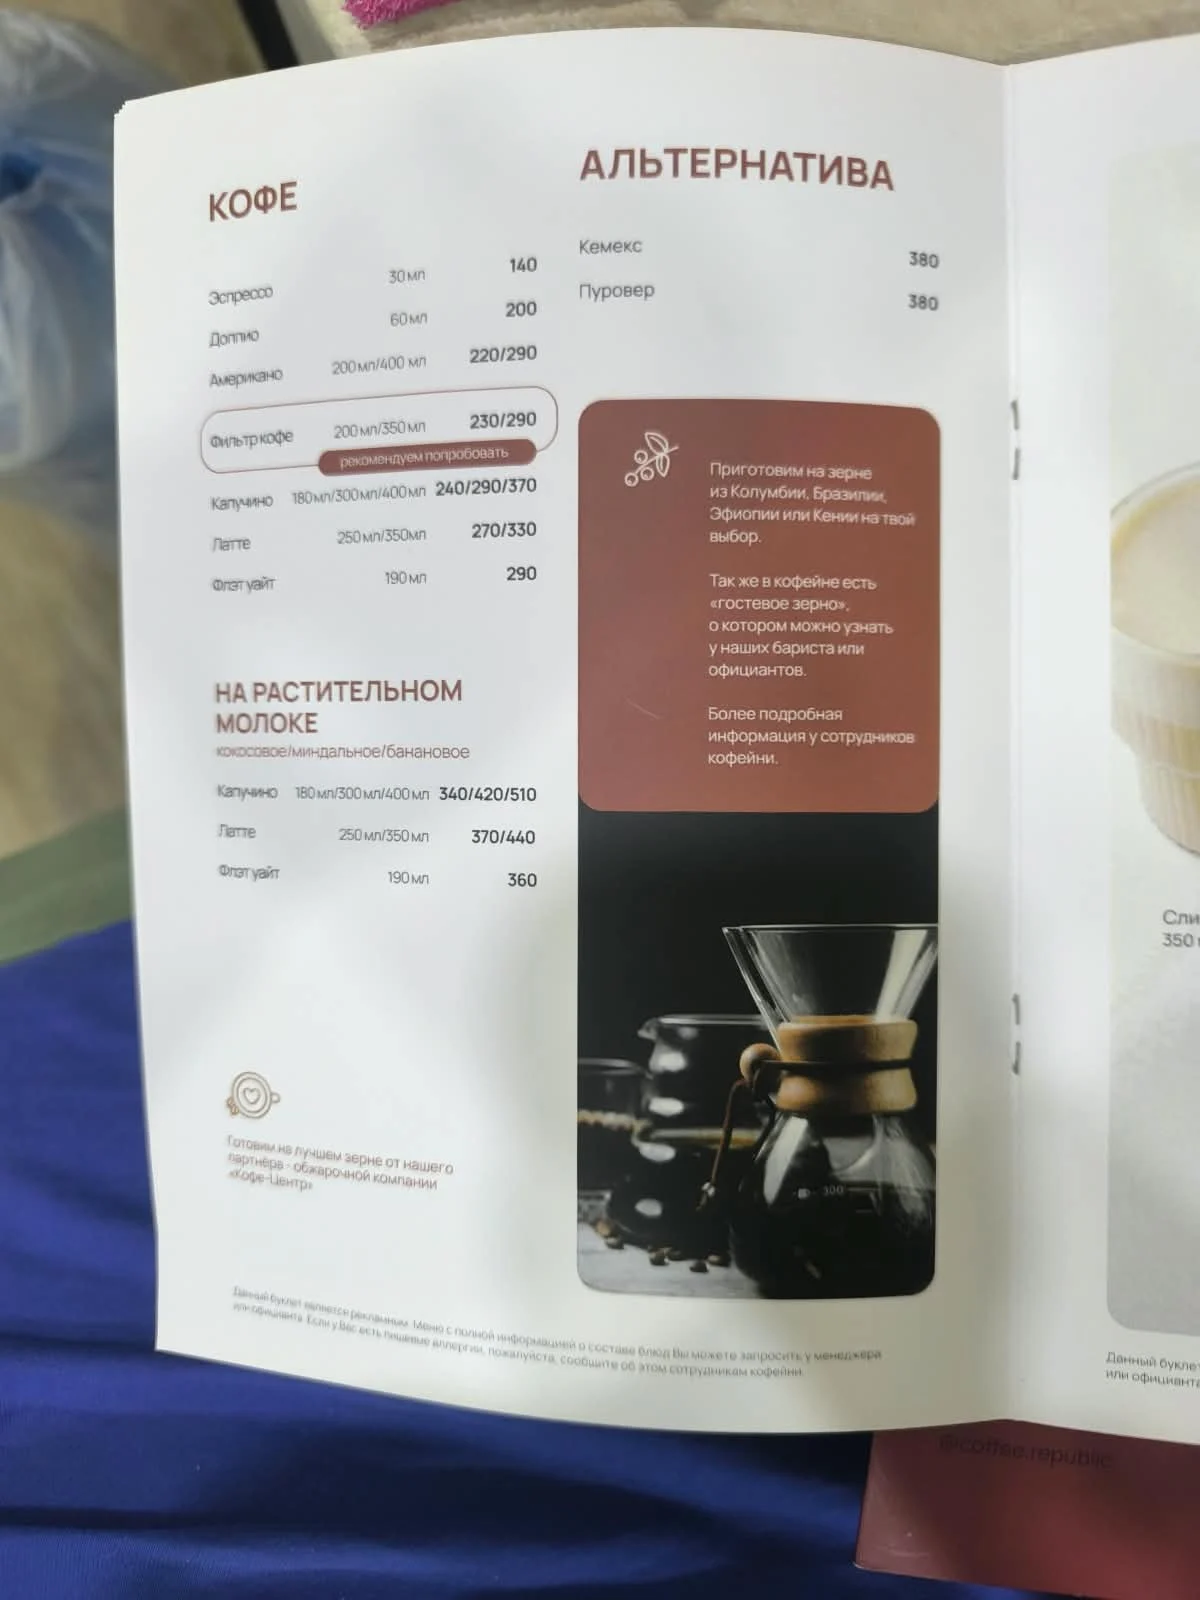 КОФЕ
Эспрессо 30 мл 140
Доппио 60 мл 200
Американо 200 мл/400 мл 220/290
Фильтр кофе 200 мл/350 мл 230/290
рекомендуем попробовать
Капучино 180 мл/300 мл/400 мл 240/290/370
Латте 250 мл/350мл 270/330
Флэт уайт 190 мл 290
НА РАСТИТЕЛЬНОМ
МОЛОКЕ
кокосовое/миндальное/банановое
Капучино 180 мл/300 мл/400 мл 340/420/510
Латте 250 мл/350 мл 370/440
Флэт уайт 190 мл 360
Готовим на лучшем зерне от нашего
партнёра - обжарочной компании
«Кофе-Центр»
АЛЬТЕРНАТИВА
Кемекс 380
Пуровер 380
Приготовим на зерне
из Колумбии, Бразилии,
Эфиопии или Кении на твой
выбор.
Так же в кофейне есть
«гостевое зерно»,
о котором можно узнать
у наших бариста или
официантов.
Более подробная
информация у сотрудников
кофейни.
300
Данный буклет является рекламным. Меню с полной информацией о составе блюд Вы можете запросить у менеджера
или официанта. Если у Вас есть пищевые аллергии, пожалуйста, сообщите об этом сотрудникам кофейни.
Сли
350
Данный буклет
или официанта
@coffee.republic